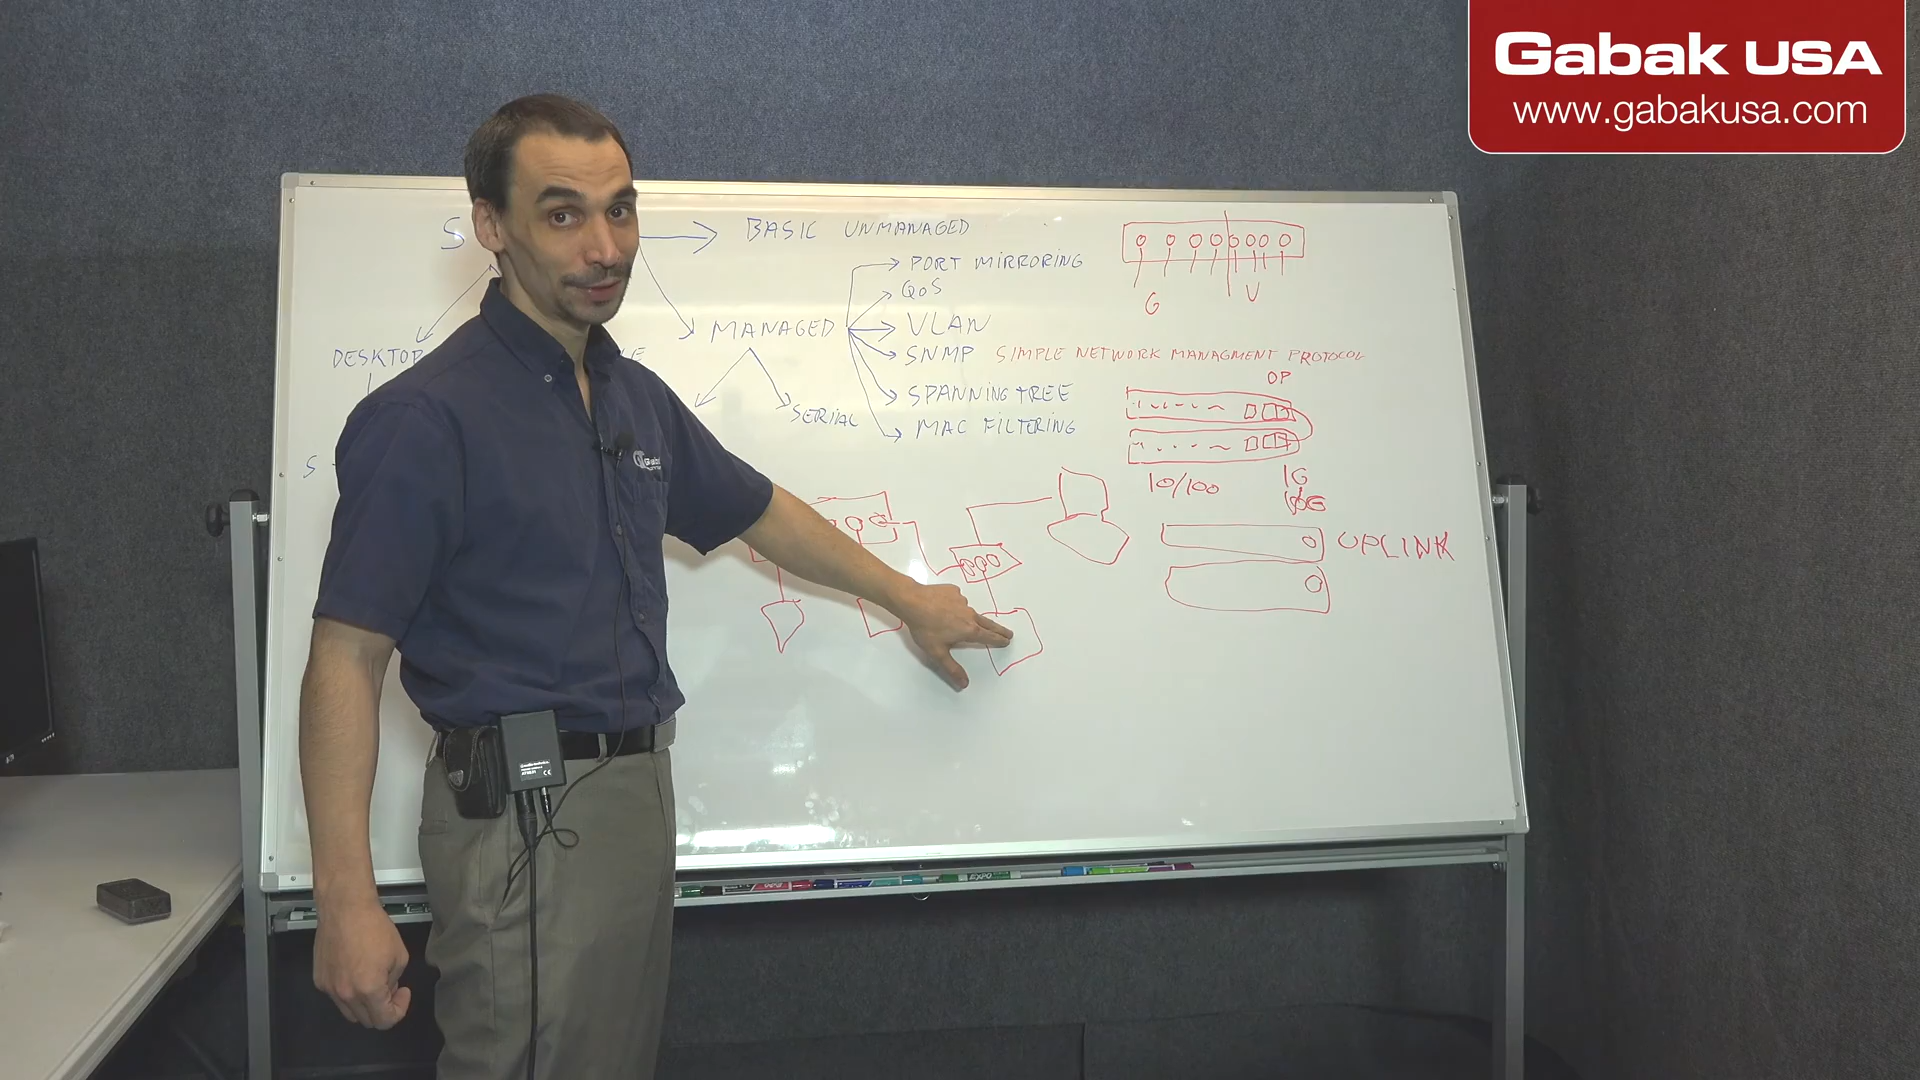 Gabak USA
www.gabakusa.com
S
BASIC UNMANAGED
PORT MIRRORING
QoS
G
V
MANAGED
VLAN
DESKTOP
SNMP SIMPLE NETWORK MANAGMENT PROTOCOL
OP
SPANNING TREE
SERIAL
MAC FILTERING
S
10/100
1G
UPLINK
EXPO